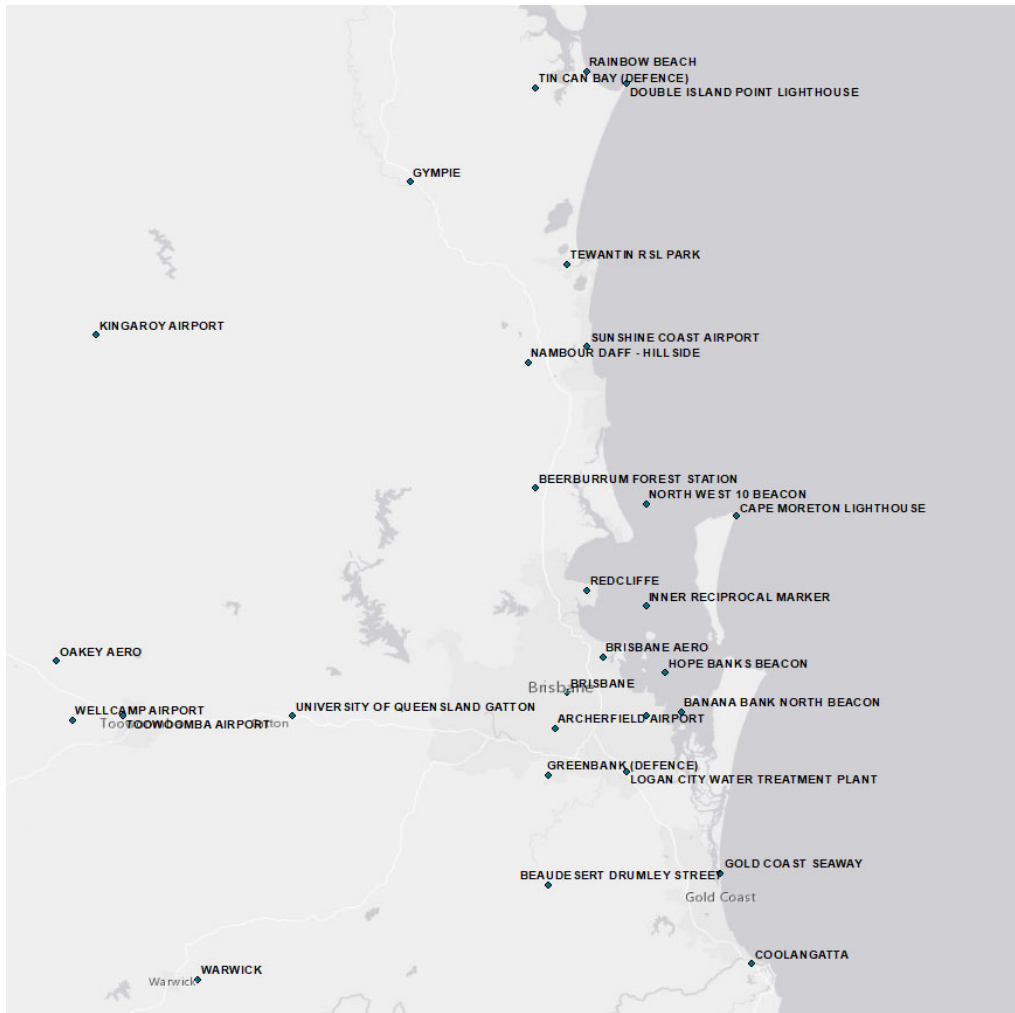 RAINBOW BEACH
TIN CAN BAY (DEFENCE)
DOUBLE ISLAND POINT LIGHTHOUSE
GYMPIE
TEWANTIN RSL PARK
KINGAROY AIRPORT
SUNSHINE COAST AIRPORT
NAMBOUR DAFF - HILLSIDE
BEERBURRUM FOREST STATION
NORTH WEST 10 BEACON
CAPE MORETON LIGHTHOUSE
REDCLIFFE
INNER RECIPROCAL MARKER
OAKEY AERO
BRISBANE AERO
HOPE BANKS BEACON
Brisbane
BRISBANE
WELLCAMP AIRPORT
UNIVERSITY OF QUEENSLAND GATTON
BANANA BANK NORTH BEACON
TOOWOOMBA AIRPORT
ARCHERFIELD AIRPORT
GREENBANK (DEFENCE)
LOGAN CITY WATER TREATMENT PLANT
GOLD COAST SEAWAY
BEAUDESERT DRUMLEY STREET
Gold Coast
COOLANGATTA
WARWICK
Warwick